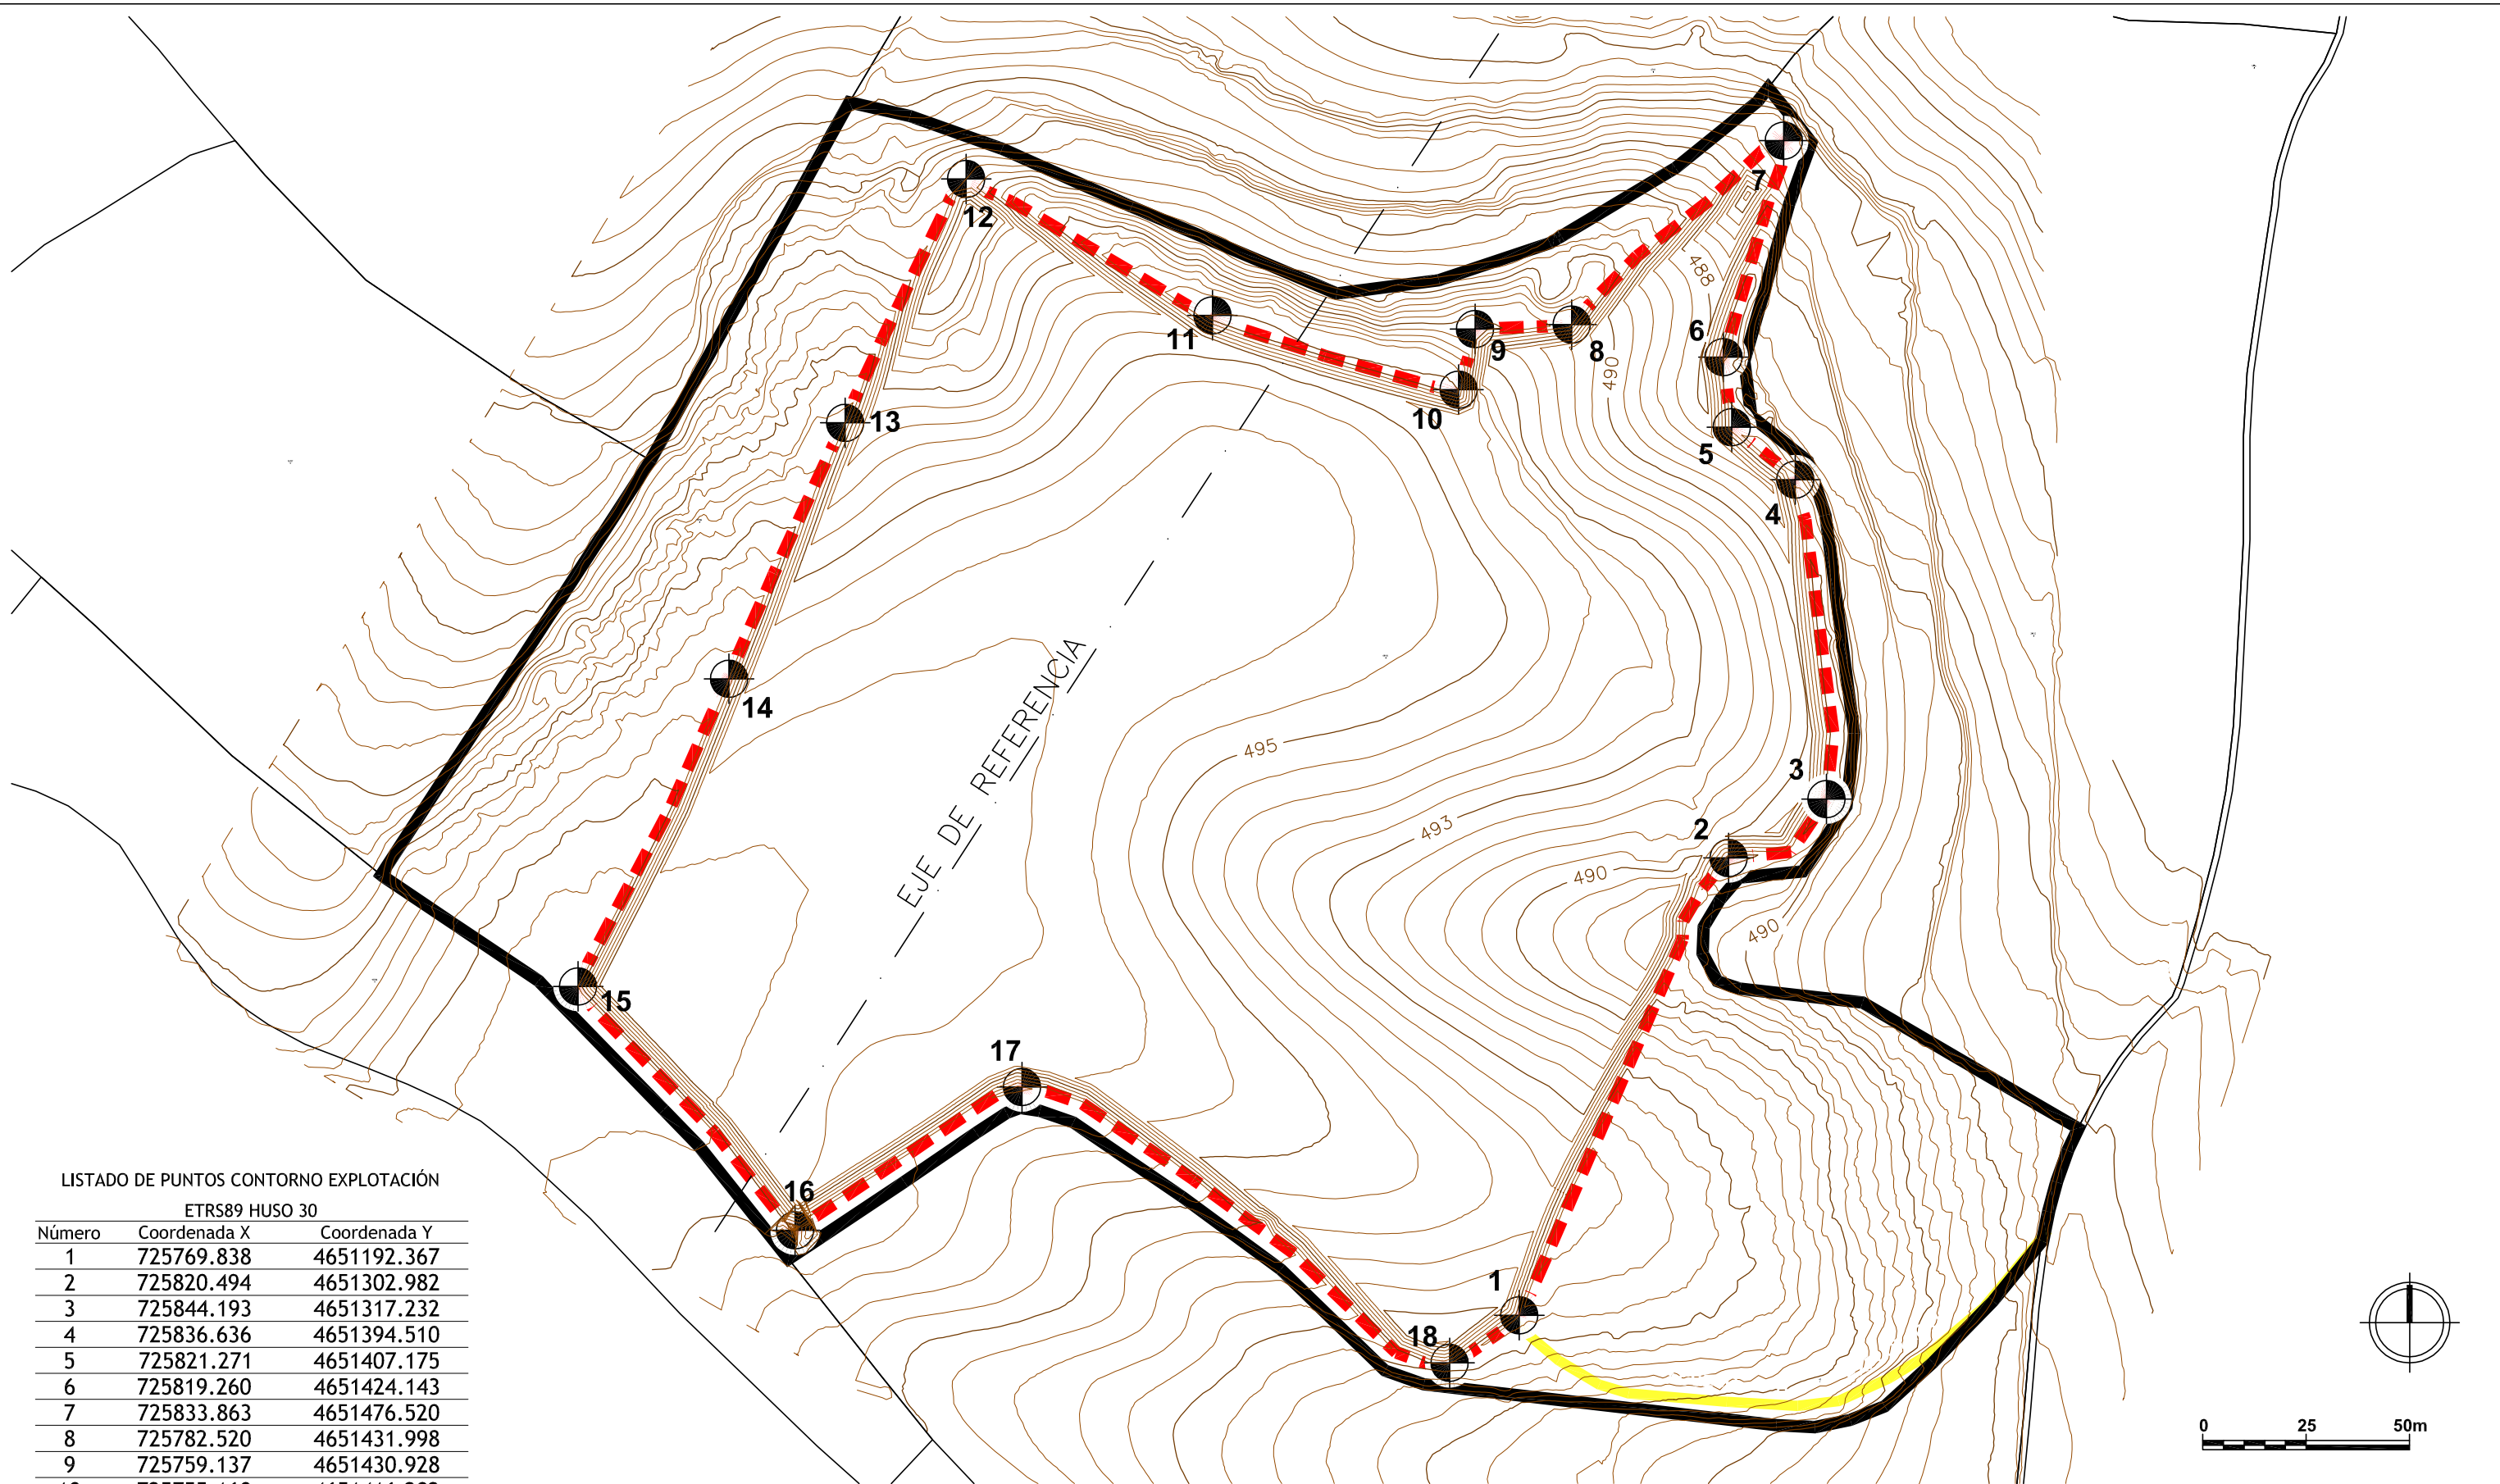 7
12
488
6
11
9
8
490
13
10
5
4
14
EJE DE REFERENCIA
495
3
493
2
490
490
15
17
16
1
18
LISTADO DE PUNTOS CONTORNO EXPLOTACIÓN
ETRS89 HUSO 30
Número Coordenada X Coordenada Y
1 725769.838 4651192.367
2 725820.494 4651302.982
3 725844.193 4651317.232
4 725836.636 4651394.510
5 725821.271 4651407.175
6 725819.260 4651424.143
7 725833.863 4651476.520
8 725782.520 4651431.998
9 725759.137 4651430.928
0 25 50m